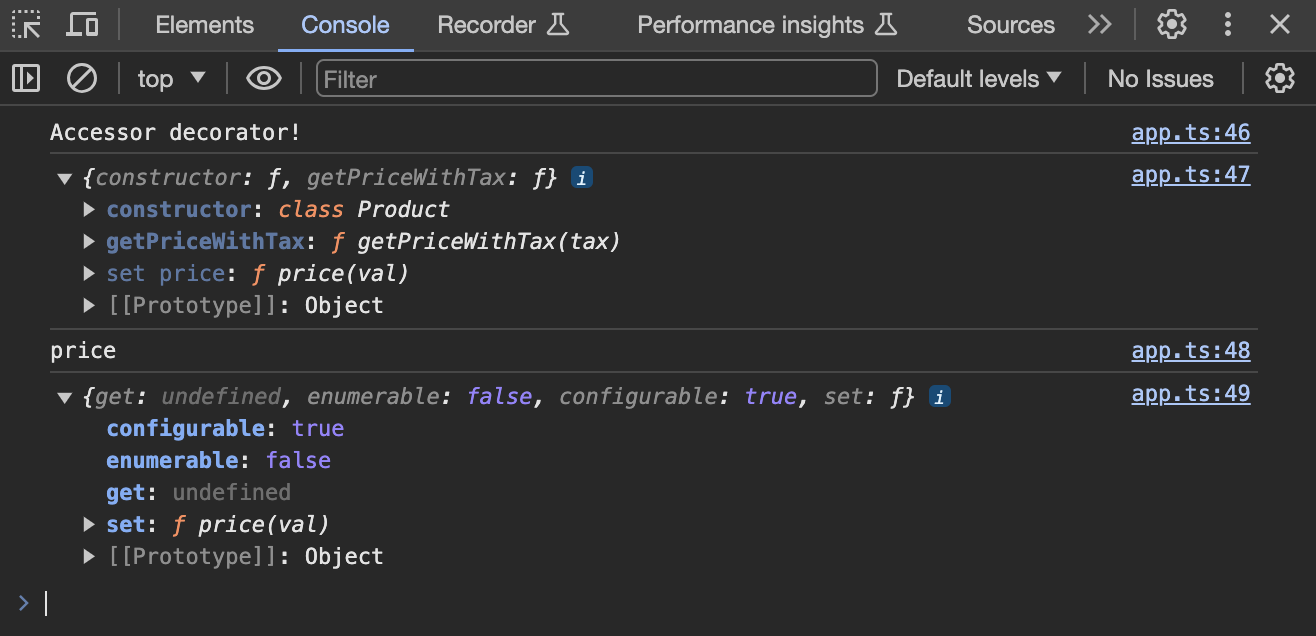 Elements Console Recorder Performance insights Sources
top Filter Default levels No Issues
Accessor decorator! app.ts:46
{constructor: ƒ, getPriceWithTax: ƒ} i app.ts:47
constructor: class Product
getPriceWithTax: ƒ getPriceWithTax(tax)
set price: ƒ price(val)
[[Prototype]]: Object
price app.ts:48
{get: undefined, enumerable: false, configurable: true, set: ƒ} i app.ts:49
configurable: true
enumerable: false
get: undefined
set: ƒ price(val)
[[Prototype]]: Object